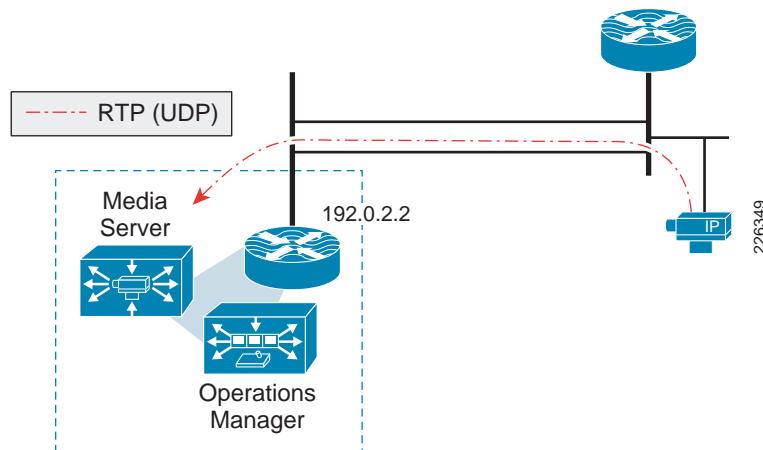 RTP (UDP)
Media
Server
192.0.2.2
IP
226349
Operations
Manager